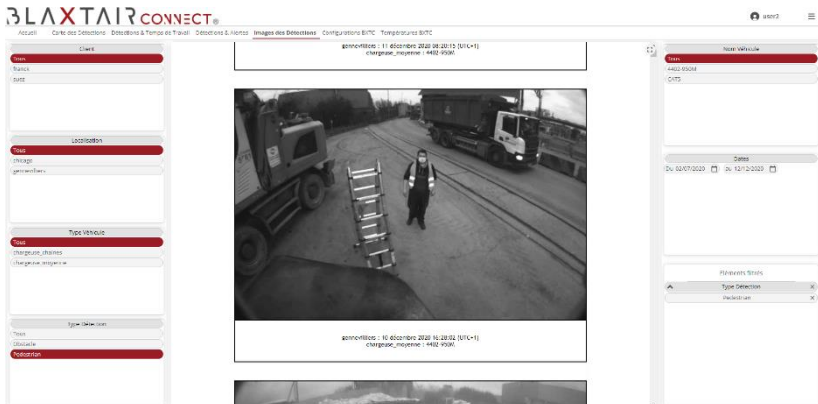 BLAXTAIR CONNECT®
user2
Accueil Carte des Détections Détections & Temps de Travail Détections & Alertes Images des Détections Configurations BXTC Températures BXTC
Client
Tous
franck
suez
Localisation
Tous
chicago
gennevilliers
Type Véhicule
Tous
chargeuse_chaines
chargeuse_moyenne
Type Détection
Tous
Obstacle
Pedestrian
gennevilliers : 11 décembre 2020 08:20:15 (UTC+1)
chargeuse_moyenne : 4402-950M
gennevilliers : 10 décembre 2020 16:28:02 (UTC+1)
chargeuse_moyenne : 4402-950M
Nom Véhicule
Tous
4402-950M
CAT3
Dates
Du 02/07/2020 Au 12/12/2020
Éléments filtrés
Type Détection
Pedestrian